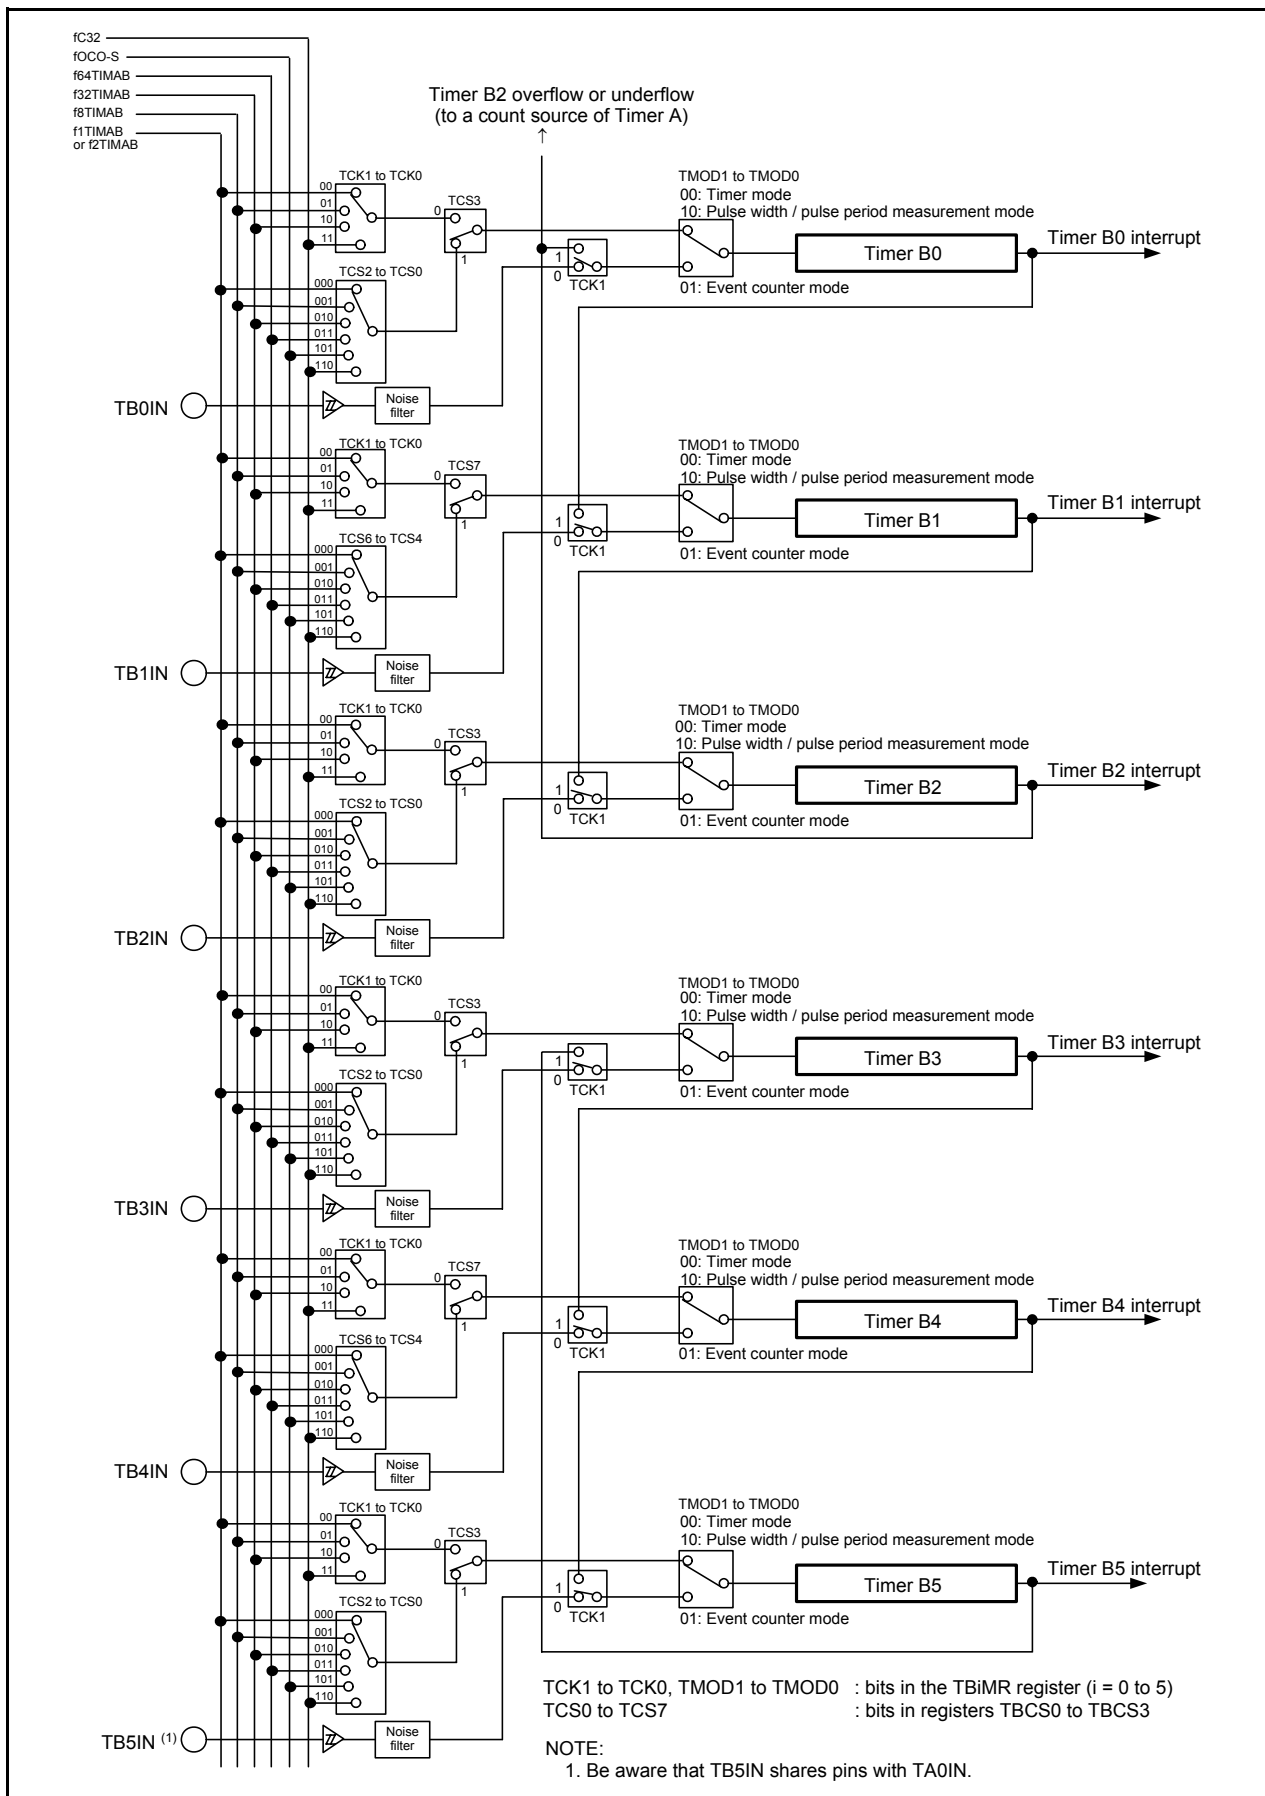 fC32
fOCO-S
f64TIMAB
f32TIMAB
f8TIMAB
f1TIMAB
or f2TIMAB
Timer B2 overflow or underflow
(to a count source of Timer A)
TCK1 to TCK0
00
01
10
11
TCS3
0
1
TCS2 to TCS0
000
001
010
011
101
110
TB0IN
Noise
filter
1
0
TCK1
TMOD1 to TMOD0
00: Timer mode
10: Pulse width / pulse period measurement mode
01: Event counter mode
Timer B0
Timer B0 interrupt
TCK1 to TCK0
00
01
10
11
TCS7
0
1
TCS6 to TCS4
000
001
010
011
101
110
TB1IN
Noise
filter
1
0
TCK1
TMOD1 to TMOD0
00: Timer mode
10: Pulse width / pulse period measurement mode
01: Event counter mode
Timer B1
Timer B1 interrupt
TCK1 to TCK0
00
01
10
11
TCS3
0
1
TCS2 to TCS0
000
001
010
011
101
110
TB2IN
Noise
filter
1
0
TCK1
TMOD1 to TMOD0
00: Timer mode
10: Pulse width / pulse period measurement mode
01: Event counter mode
Timer B2
Timer B2 interrupt
TCK1 to TCK0
00
01
10
11
TCS3
0
1
TCS2 to TCS0
000
001
010
011
101
110
TB3IN
Noise
filter
1
0
TCK1
TMOD1 to TMOD0
00: Timer mode
10: Pulse width / pulse period measurement mode
01: Event counter mode
Timer B3
Timer B3 interrupt
TCK1 to TCK0
00
01
10
11
TCS7
0
1
TCS6 to TCS4
000
001
010
011
101
110
TB4IN
Noise
filter
1
0
TCK1
TMOD1 to TMOD0
00: Timer mode
10: Pulse width / pulse period measurement mode
01: Event counter mode
Timer B4
Timer B4 interrupt
TCK1 to TCK0
00
01
10
11
TCS3
0
1
TCS2 to TCS0
000
001
010
011
101
110
TB5IN (1)
Noise
filter
1
0
TCK1
TMOD1 to TMOD0
00: Timer mode
10: Pulse width / pulse period measurement mode
01: Event counter mode
Timer B5
Timer B5 interrupt
TCK1 to TCK0, TMOD1 to TMOD0 : bits in the TBiMR register (i = 0 to 5)
TCS0 to TCS7 : bits in registers TBCS0 to TBCS3
NOTE:
1. Be aware that TB5IN shares pins with TA0IN.